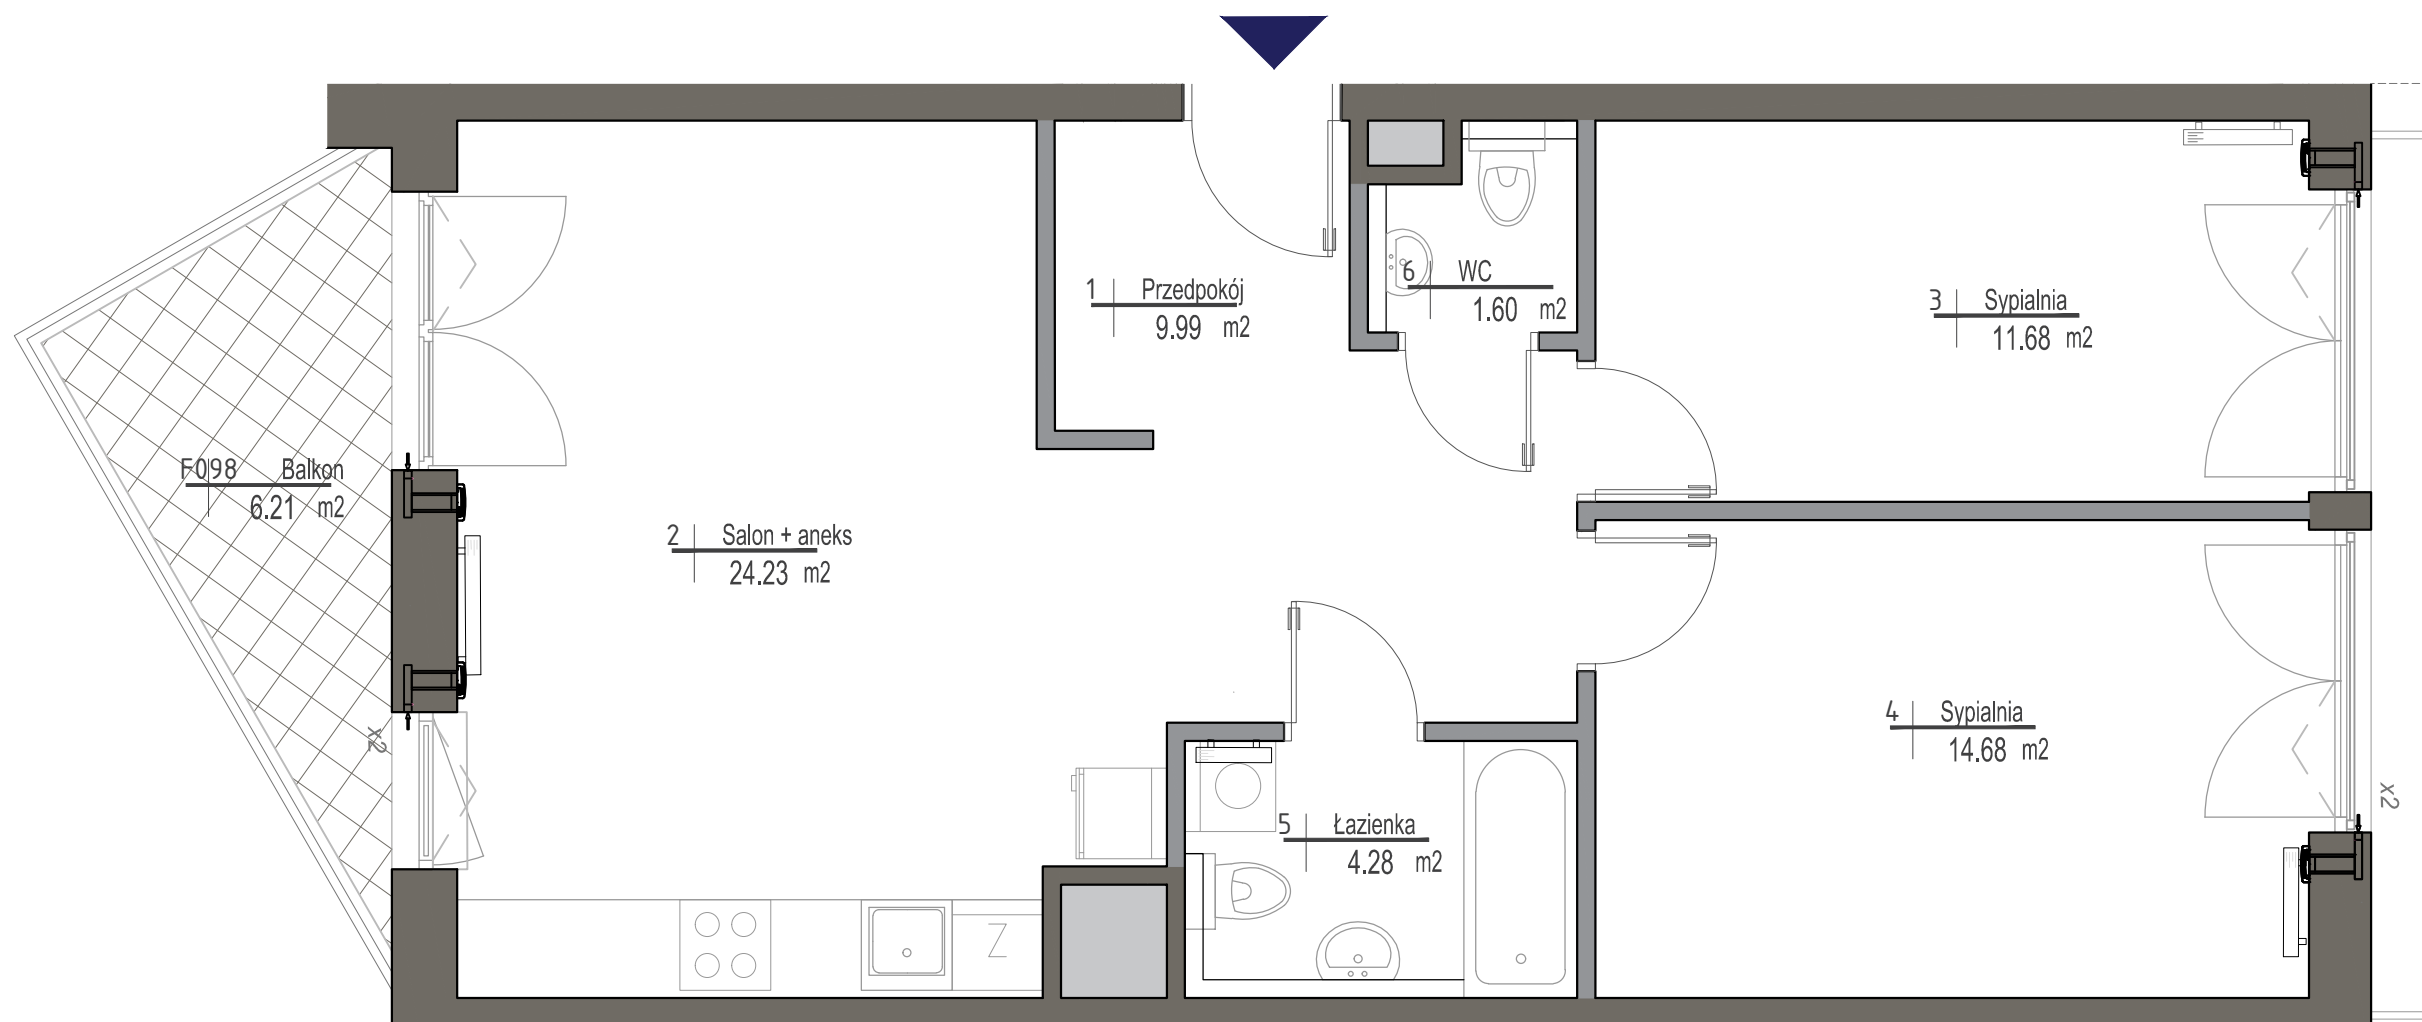 1 Przedpokój
9.99 m2
6 WC
1.60 m2
3 Sypialnia
11.68 m2
F098 Balkon
6.21 m2
2 Salon + aneks
24.23 m2
4 Sypialnia
14.68 m2
x2
x2
5 Łazienka
4.28 m2
Z